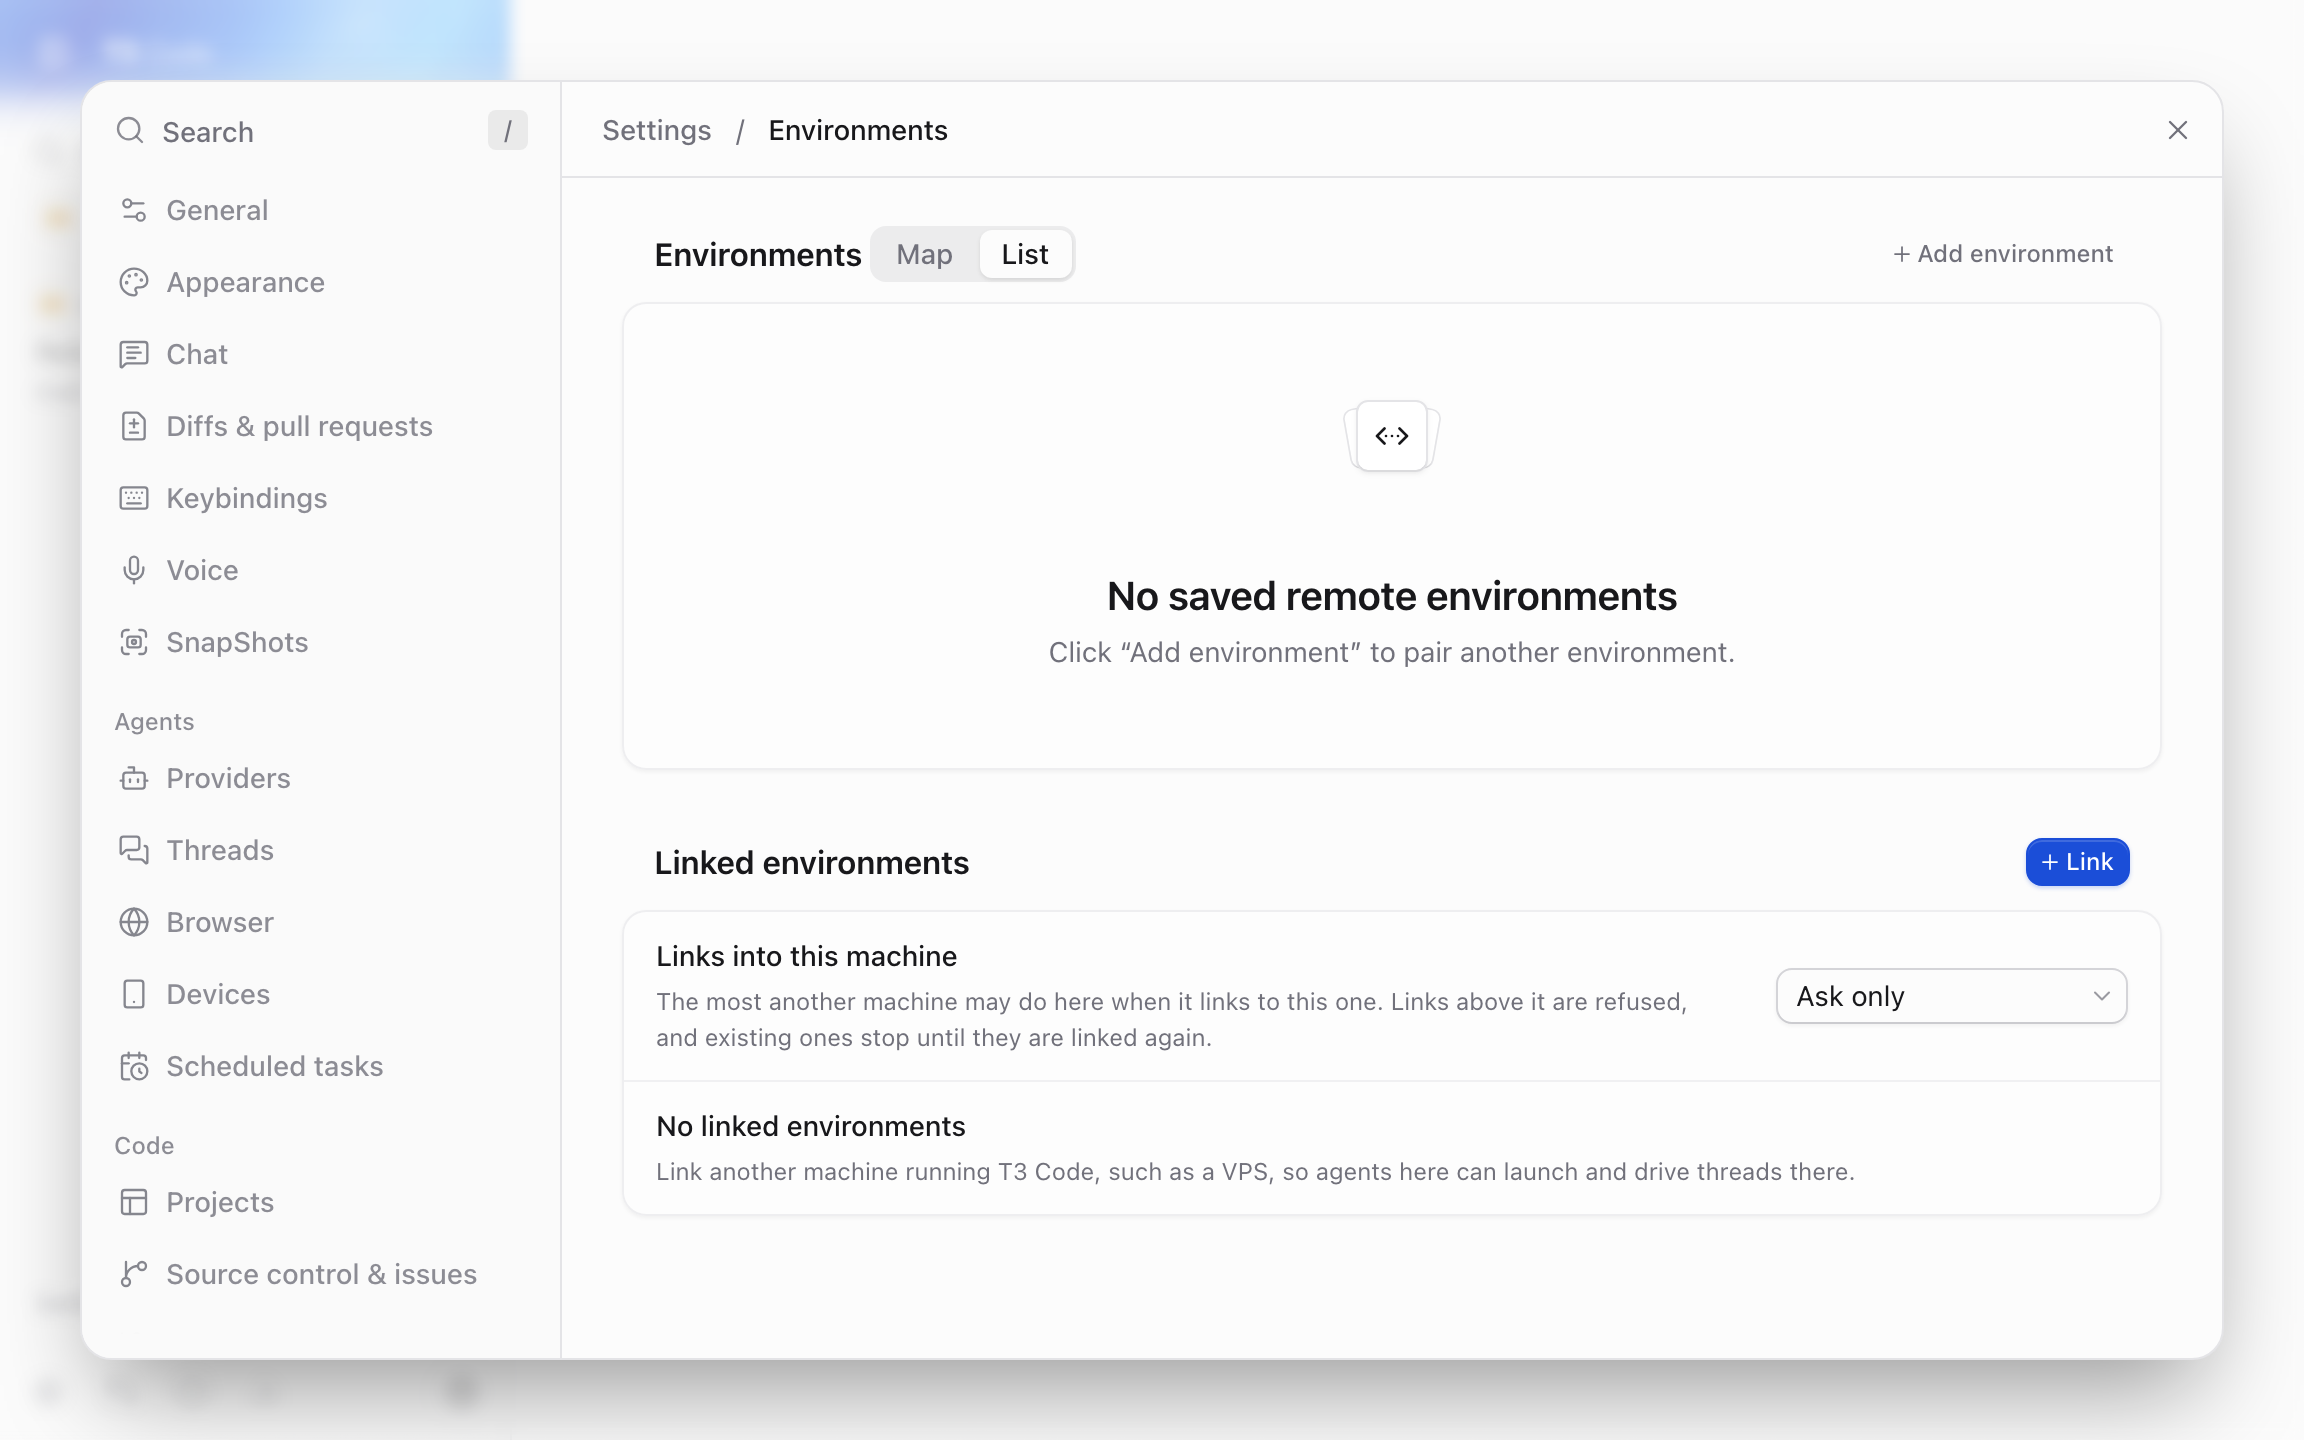 Search
/
General
Appearance
Chat
Diffs & pull requests
Keybindings
Voice
SnapShots
Agents
Providers
Threads
Browser
Devices
Scheduled tasks
Code
Projects
Source control & issues
Settings / Environments
Environments
Map
List
+ Add environment
No saved remote environments
Click “Add environment” to pair another environment.
Linked environments
+ Link
Links into this machine
The most another machine may do here when it links to this one. Links above it are refused,
and existing ones stop until they are linked again.
Ask only
No linked environments
Link another machine running T3 Code, such as a VPS, so agents here can launch and drive threads there.